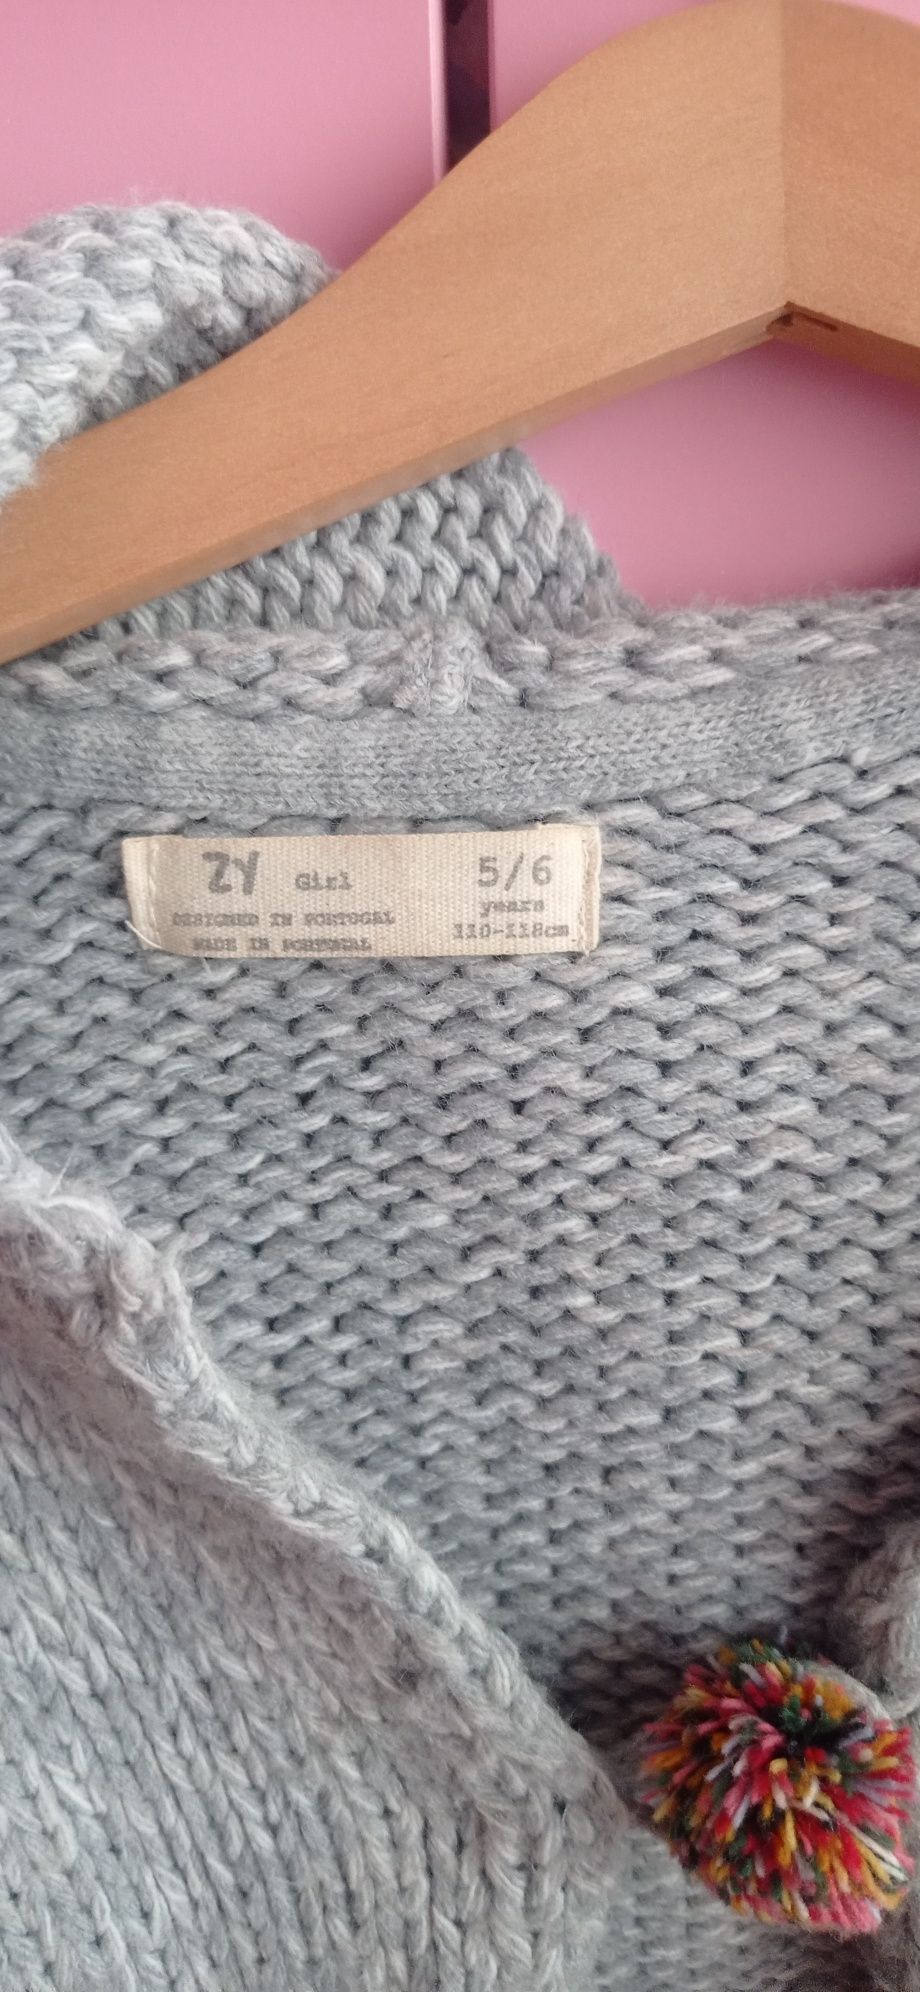 ZY Girl 5/6
years
DESIGNED IN PORTUGAL 110-118cm
MADE IN PORTUGAL